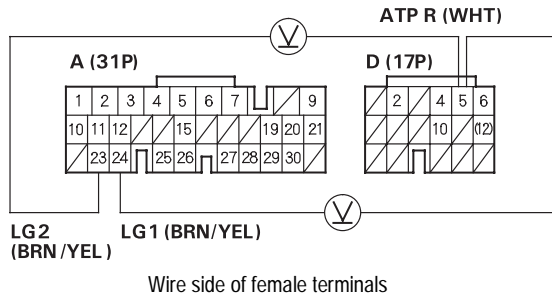 ATP R (WHT)
V
A (31P)
D (17P)
1 2 3 4 5 6 7 9
2 4 5 6
10 11 12 15 19 20 21
10 (12)
23 24 25 26 27 28 29 30
V
LG2
(BRN/YEL)
LG1 (BRN/YEL)
Wire side of female terminals